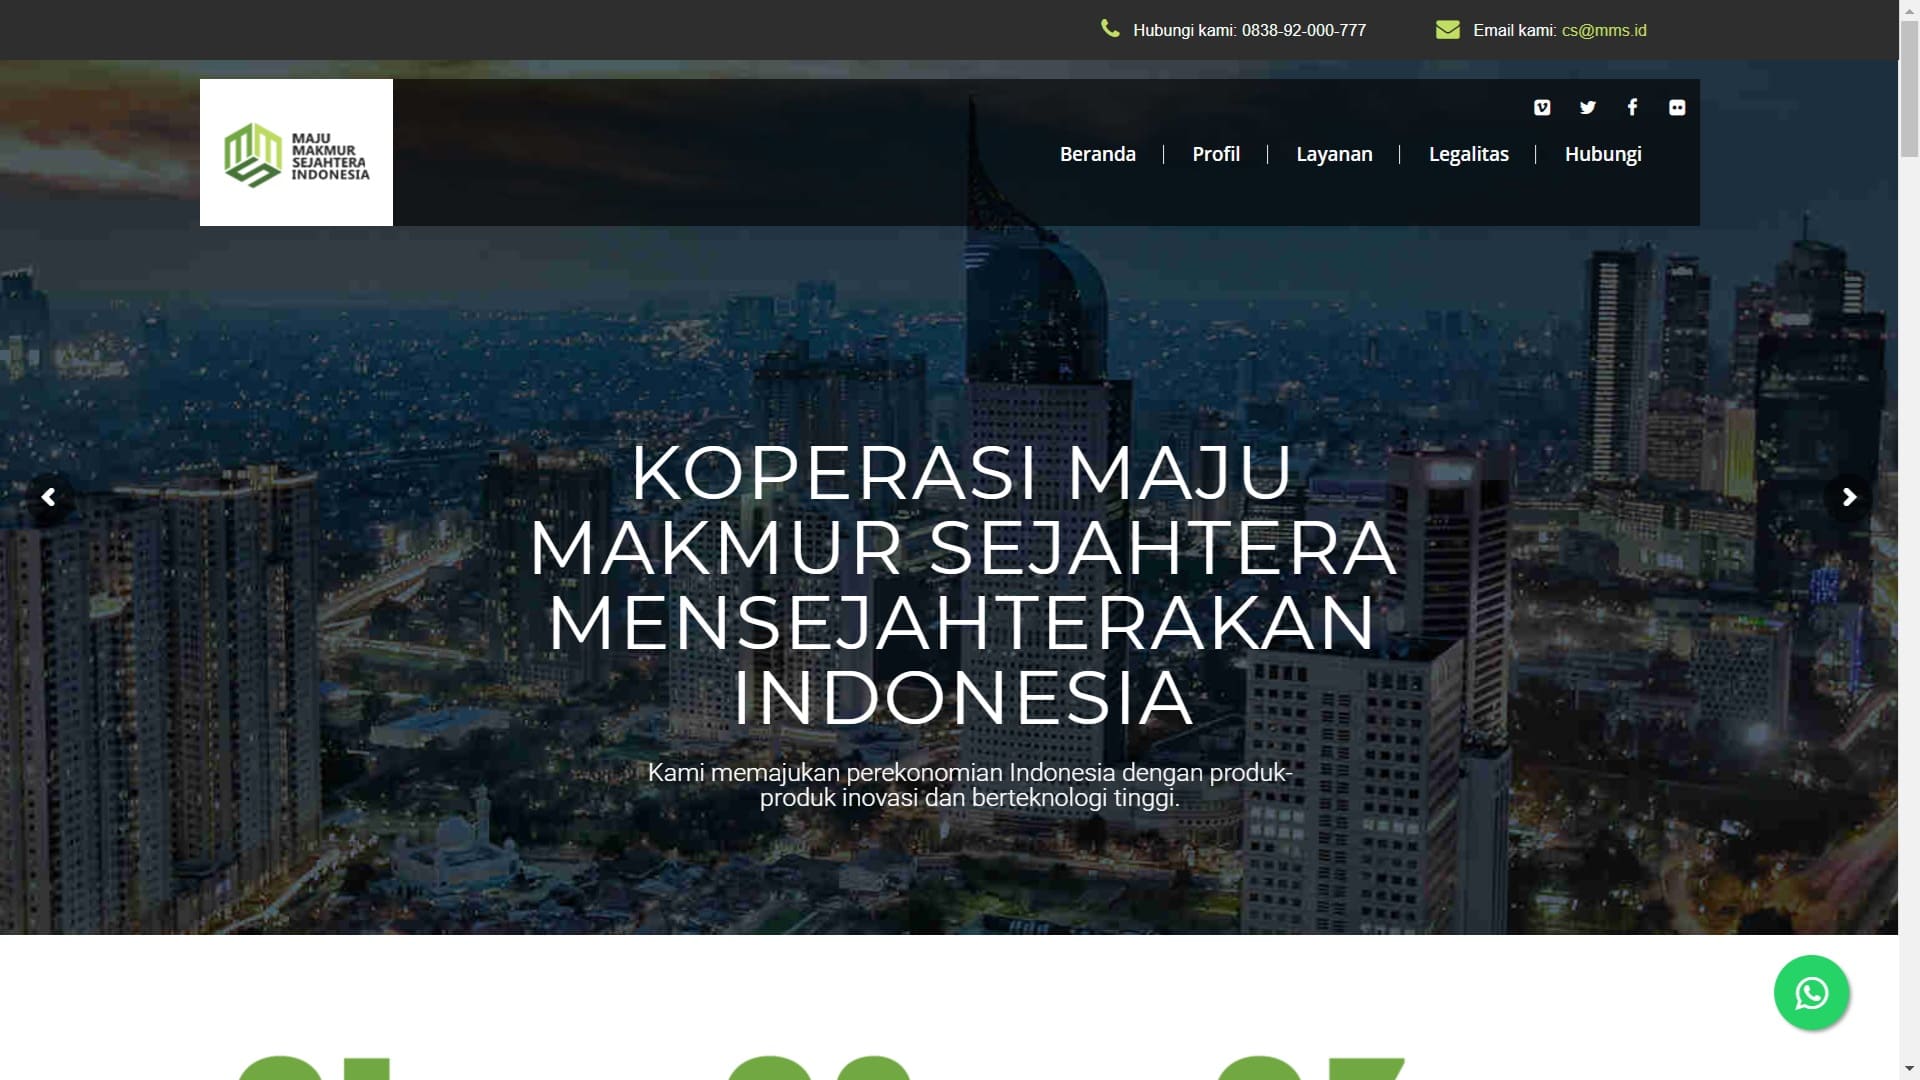 Hubungi kami: 0838-92-000-777
Email kami: cs@mms.id
MAJU
MAKMUR
SEJAHTERA
INDONESIA
Beranda
Profil
Layanan
Legalitas
Hubungi
KOPERASI MAJU
MAKMUR SEJAHTERA
MENSEJAHTERAKAN
INDONESIA
Kami memajukan perekonomian Indonesia dengan produk-
produk inovasi dan berteknologi tinggi.